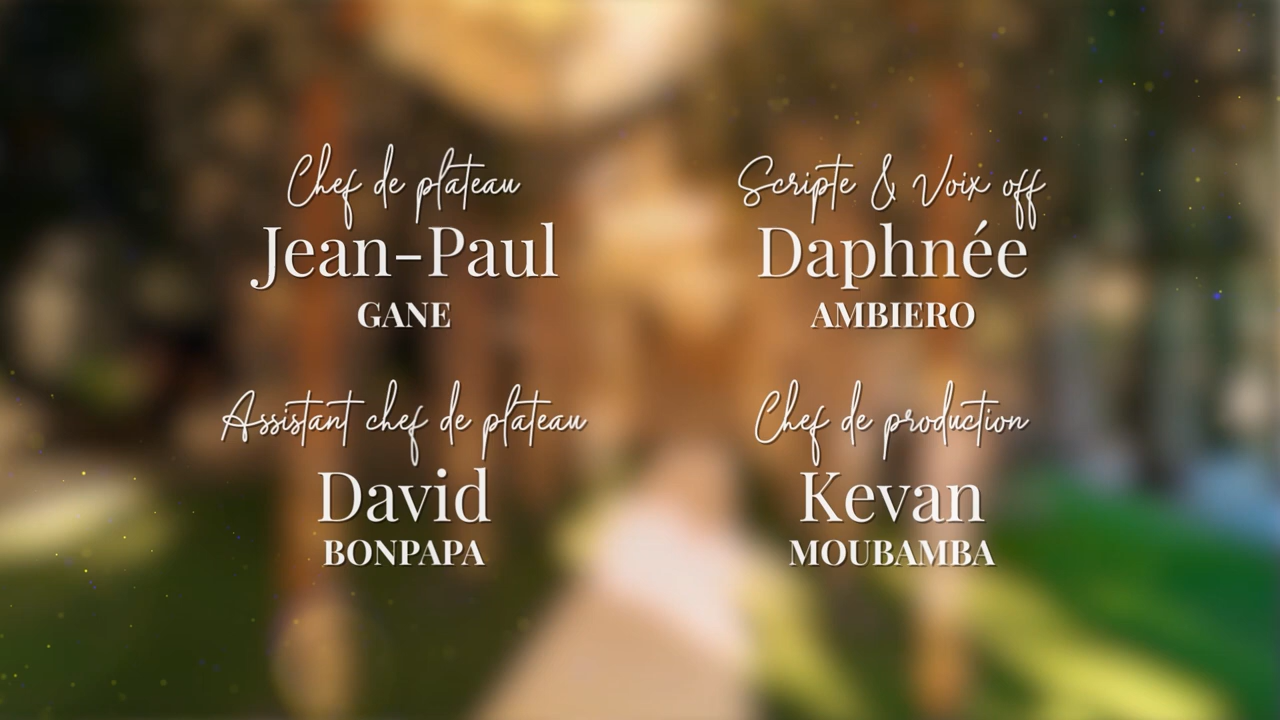 Chef de plateau
Jean-Paul
GANE
Scripte & Voix off
Daphnée
AMBIERO
Assistant chef de plateau
David
BONPAPA
Chef de production
Kevan
MOUBAMBA